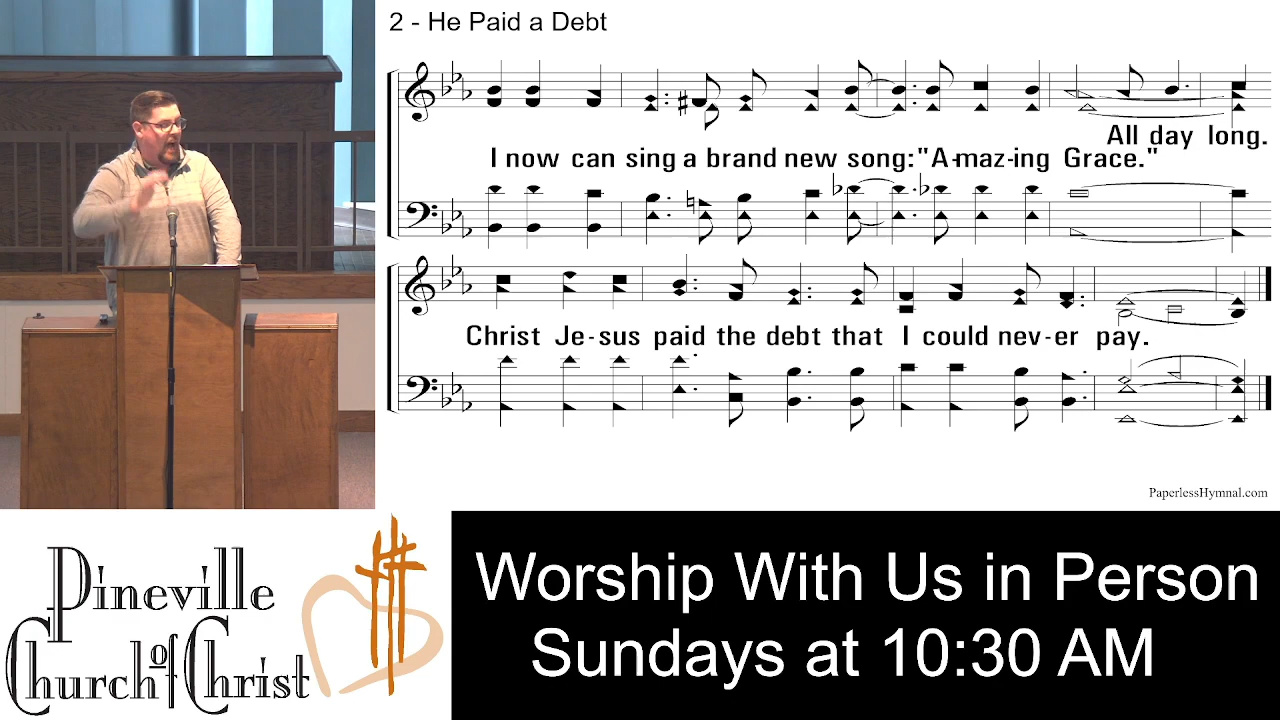 2 - He Paid a Debt
All day long.
I now can sing a brand new song: "A-maz-ing Grace."
Christ Je-sus paid the debt that I could nev-er pay.
PaperlessHymnal.com
Pineville
Church of Christ
Worship With Us in Person
Sundays at 10:30 AM